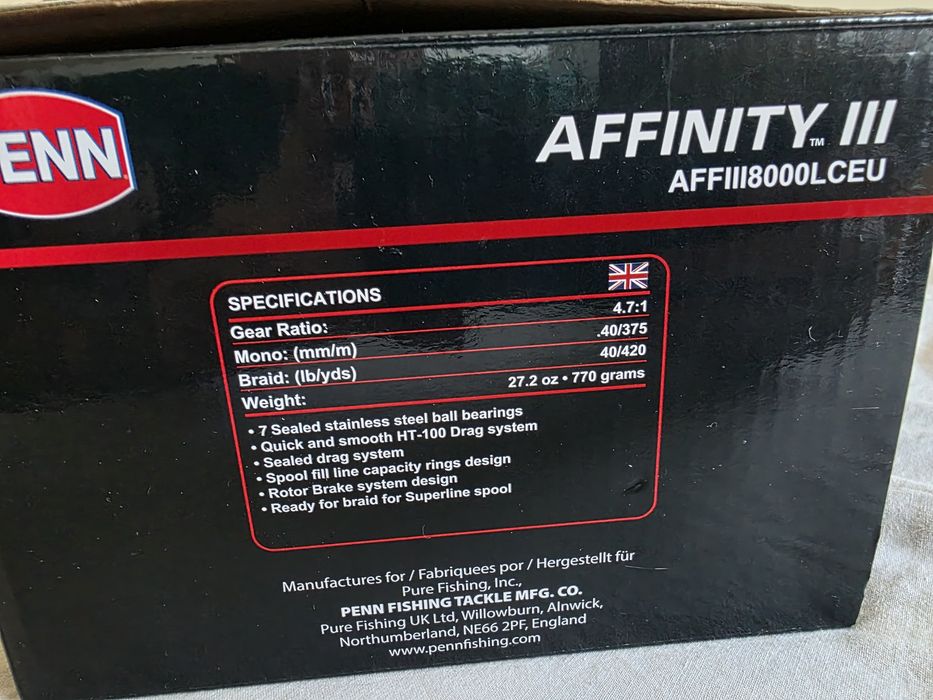 ENN
AFFINITY™ III
AFFIII8000LCEU
SPECIFICATIONS
Gear Ratio: 4.7:1
Mono: (mm/m) .40/375
Braid: (lb/yds) 40/420
Weight: 27.2 oz • 770 grams
• 7 Sealed stainless steel ball bearings
• Quick and smooth HT-100 Drag system
• Sealed drag system
• Spool fill line capacity rings design
• Rotor Brake system design
• Ready for braid for Superline spool
Manufactures for / Fabriquees por / Hergestellt für
Pure Fishing, Inc.,
PENN FISHING TACKLE MFG. CO.
Pure Fishing UK Ltd, Willowburn, Alnwick,
Northumberland, NE66 2PF, England
www.pennfishing.com